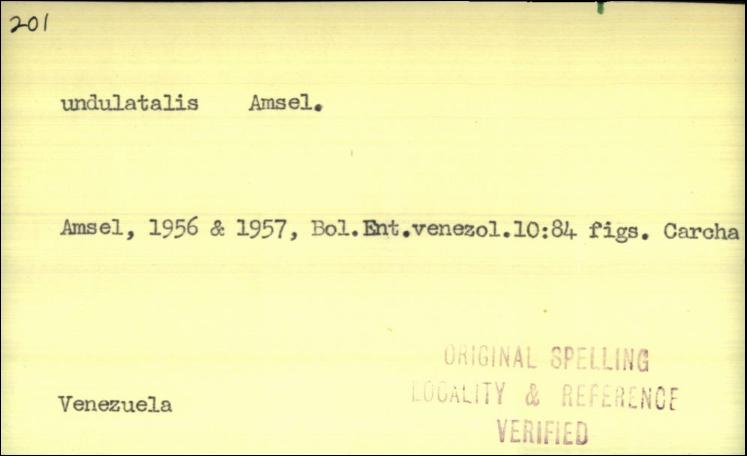 201
undulatalis Amsel.
Amsel, 1956 & 1957, Bol.Ent.venezol.10:84 figs. Carcha
ORIGINAL SPELLING
LOCALITY & REFERENCE
VERIFIED
Venezuela